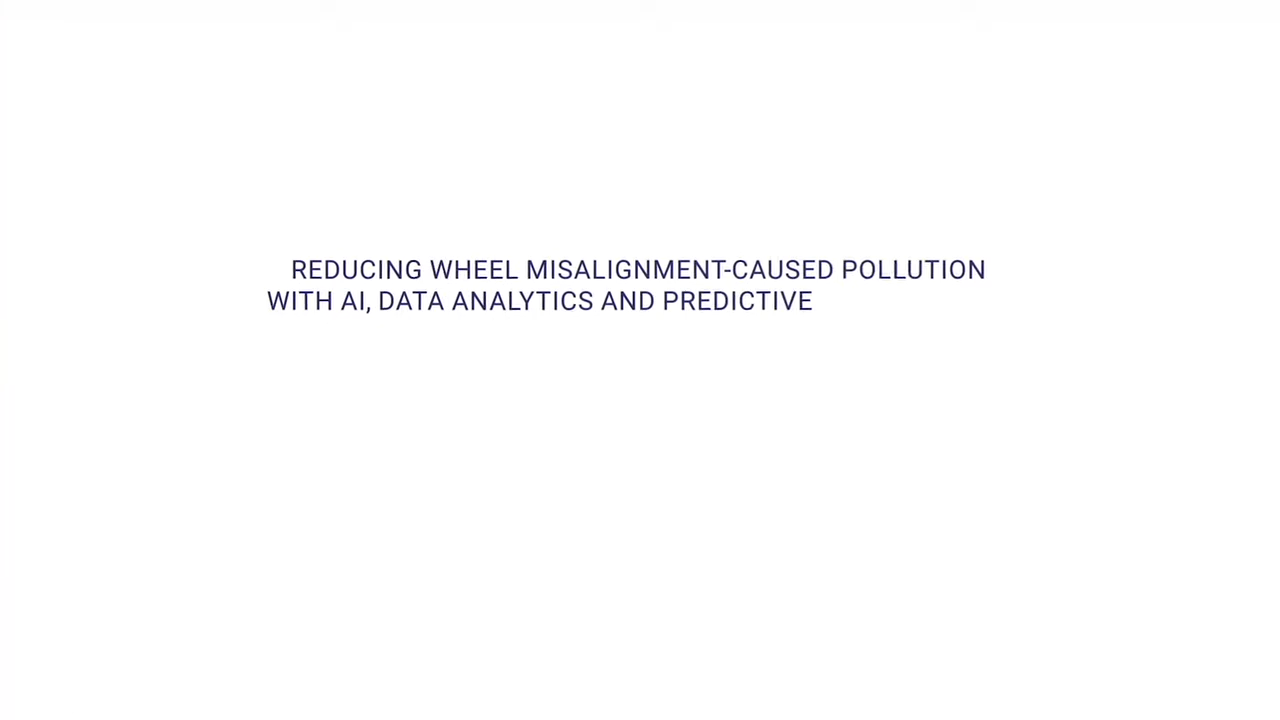 REDUCING WHEEL MISALIGNMENT-CAUSED POLLUTION
WITH AI, DATA ANALYTICS AND PREDICTIVE